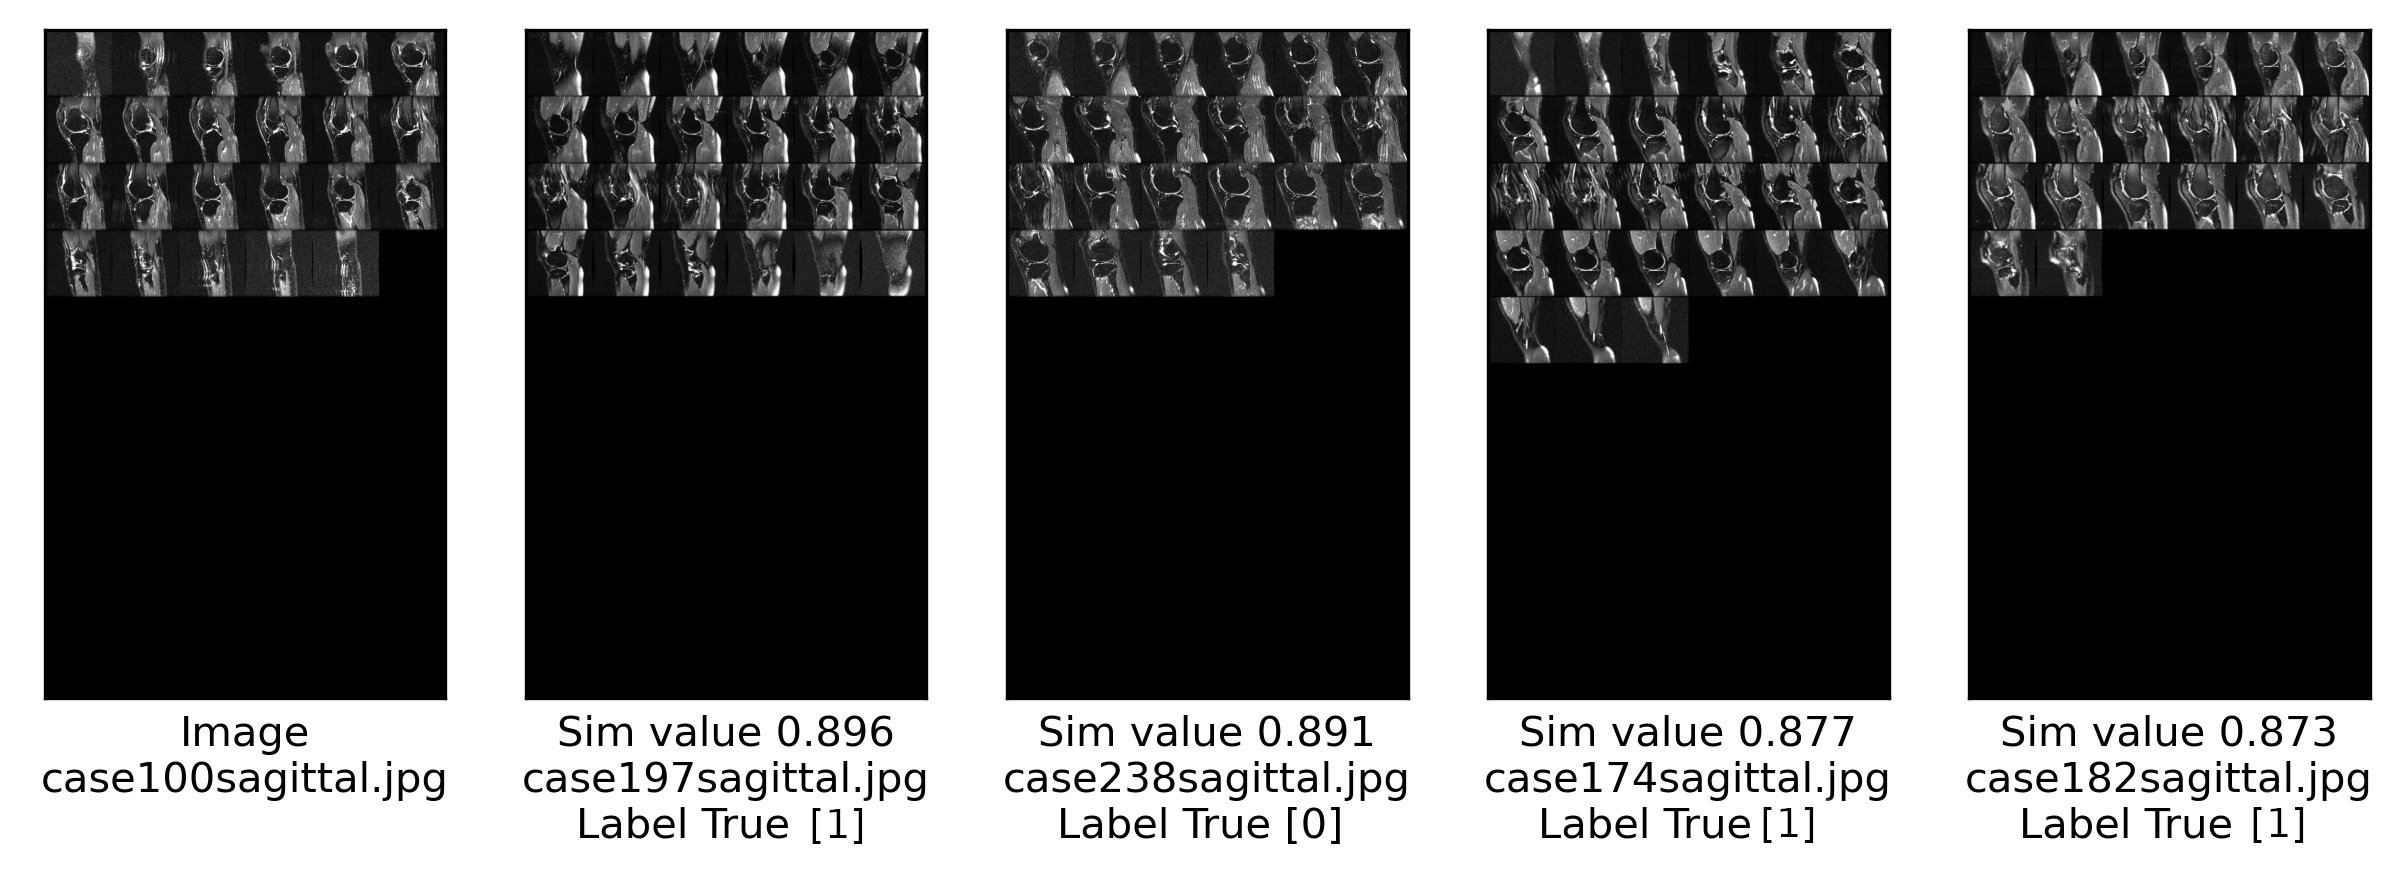 Image
case100sagittal.jpg
Sim value 0.896
case197sagittal.jpg
Label True [1]
Sim value 0.891
case238sagittal.jpg
Label True [0]
Sim value 0.877
case174sagittal.jpg
Label True [1]
Sim value 0.873
case182sagittal.jpg
Label True [1]